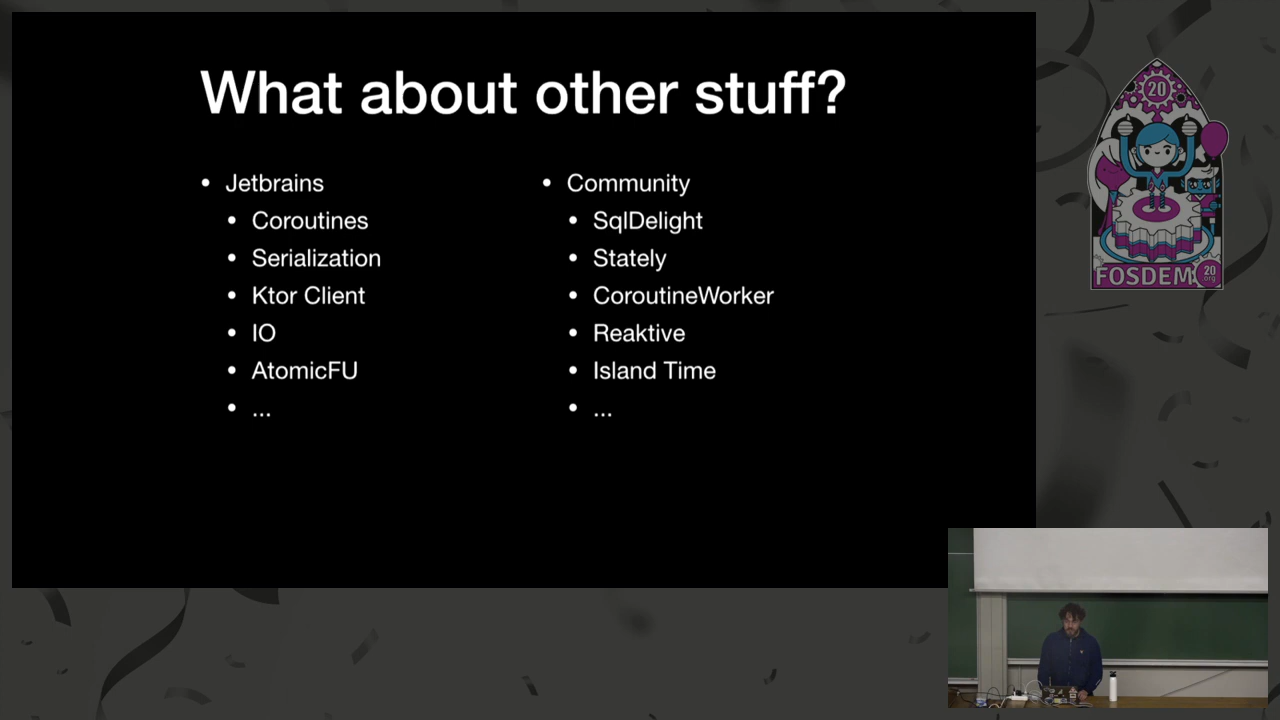 What about other stuff?
• Jetbrains
• Coroutines
• Serialization
• Ktor Client
• IO
• AtomicFU
• ...
• Community
• SqlDelight
• Stately
• CoroutineWorker
• Reaktive
• Island Time
• ...
20
FOSDEM 20
.org